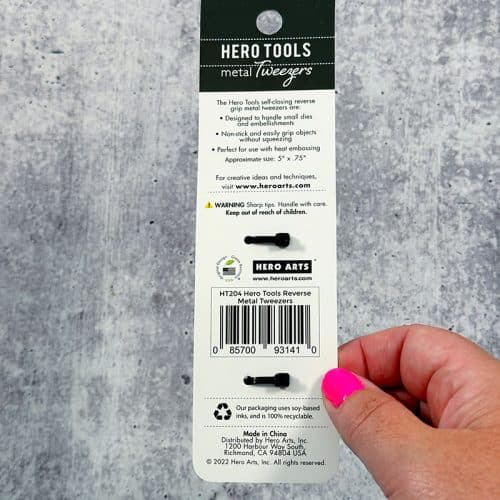 HERO TOOLS
metal Tweezers
The Hero Tools self-closing reverse
grip metal tweezers are:
• Designed to handle small dies
and embellishments
• Non-stick and easily grip objects
without squeezing
• Perfect for use with heat embossing
Approximate size: 5" x .75"
For creative ideas and techniques,
visit www.heroarts.com
WARNING Sharp tips. Handle with care.
Keep out of reach of children.
HERO ARTS
www.heroarts.com
HT204 Hero Tools Reverse
Metal Tweezers
0 85700 93141 0
Our packaging uses soy-based
inks, and is 100% recyclable.
Made in China
Distributed by Hero Arts, Inc.
1200 Harbour Way South,
Richmond, CA 94804 USA
© 2022 Hero Arts, Inc. All rights reserved.